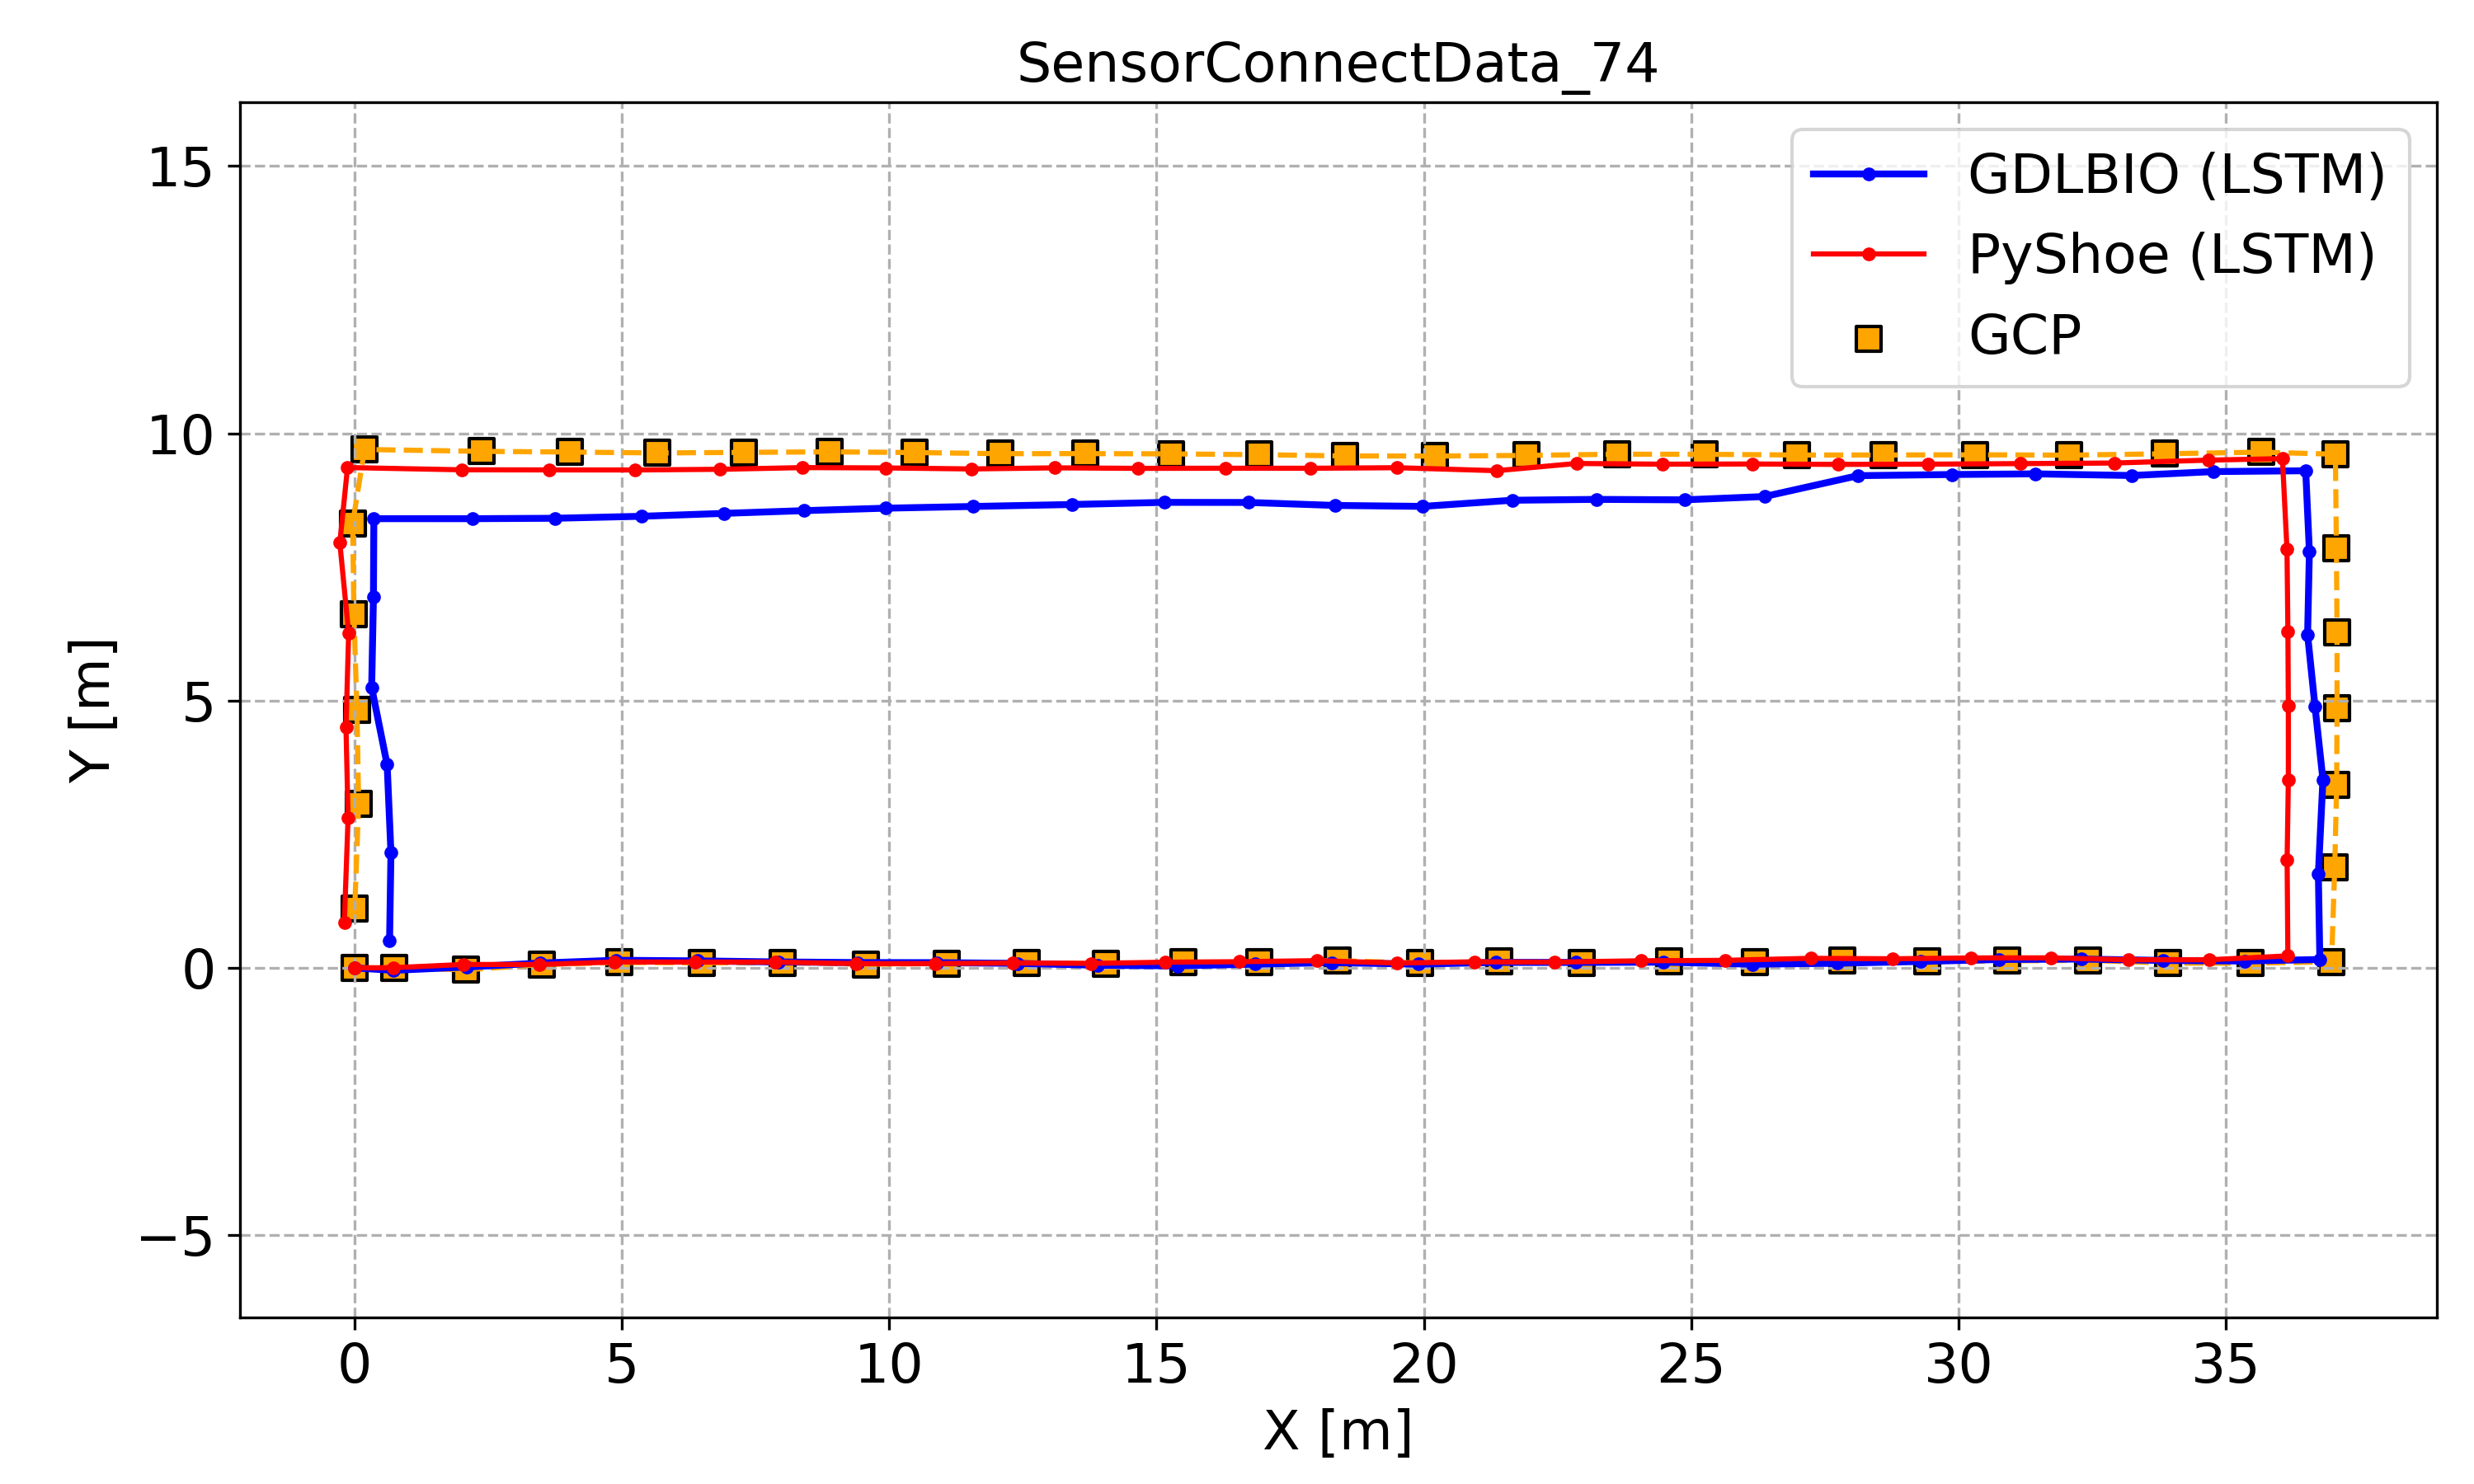 SensorConnectData_74
GDLBIO (LSTM)
PyShoe (LSTM)
GCP
15
10
5
0
−5
Y [m]
0 5 10 15 20 25 30 35
X [m]